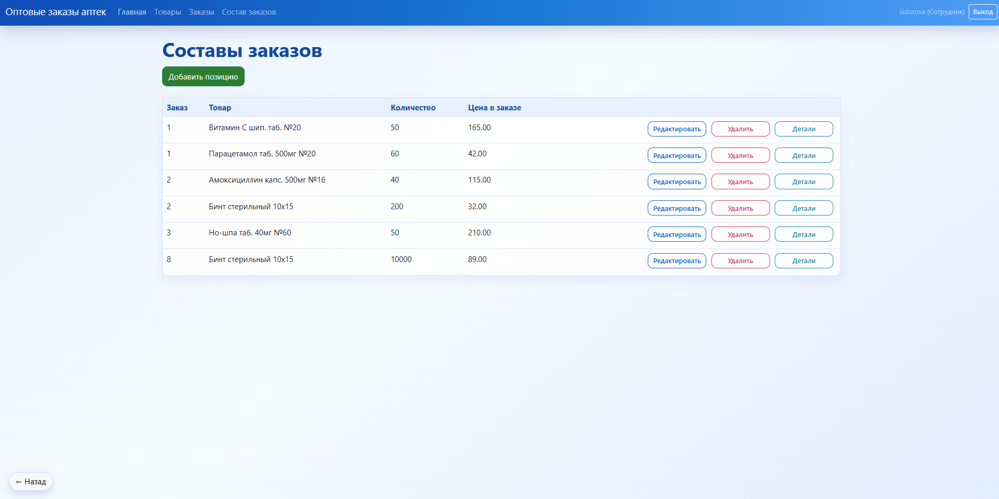 Оптовые заказы аптек Главная Товары Заказы Состав заказов sidorova (Сотрудник) Выход
Составы заказов
Добавить позицию
Заказ Товар Количество Цена в заказе
1 Витамин С шип. таб. №20 50 165.00 Редактировать Удалить Детали
1 Парацетамол таб. 500мг №20 60 42.00 Редактировать Удалить Детали
2 Амоксициллин капс. 500мг №16 40 115.00 Редактировать Удалить Детали
2 Бинт стерильный 10х15 200 32.00 Редактировать Удалить Детали
3 Но-шпа таб. 40мг №60 50 210.00 Редактировать Удалить Детали
8 Бинт стерильный 10х15 10000 89.00 Редактировать Удалить Детали
← Назад